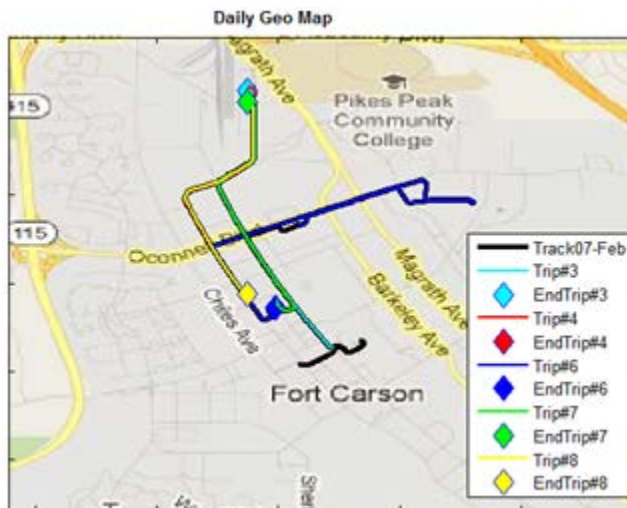 Daily Geo Map
Magrath Ave
Pikes Peak
Community
College
115
115
Oconnell
Chiles Ave
Barkeley Ave
Magrath Ave
Fort Carson
Track07-Feb
Trip#3
EndTrip#3
Trip#4
EndTrip#4
Trip#6
EndTrip#6
Trip#7
EndTrip#7
Trip#8
EndTrip#8